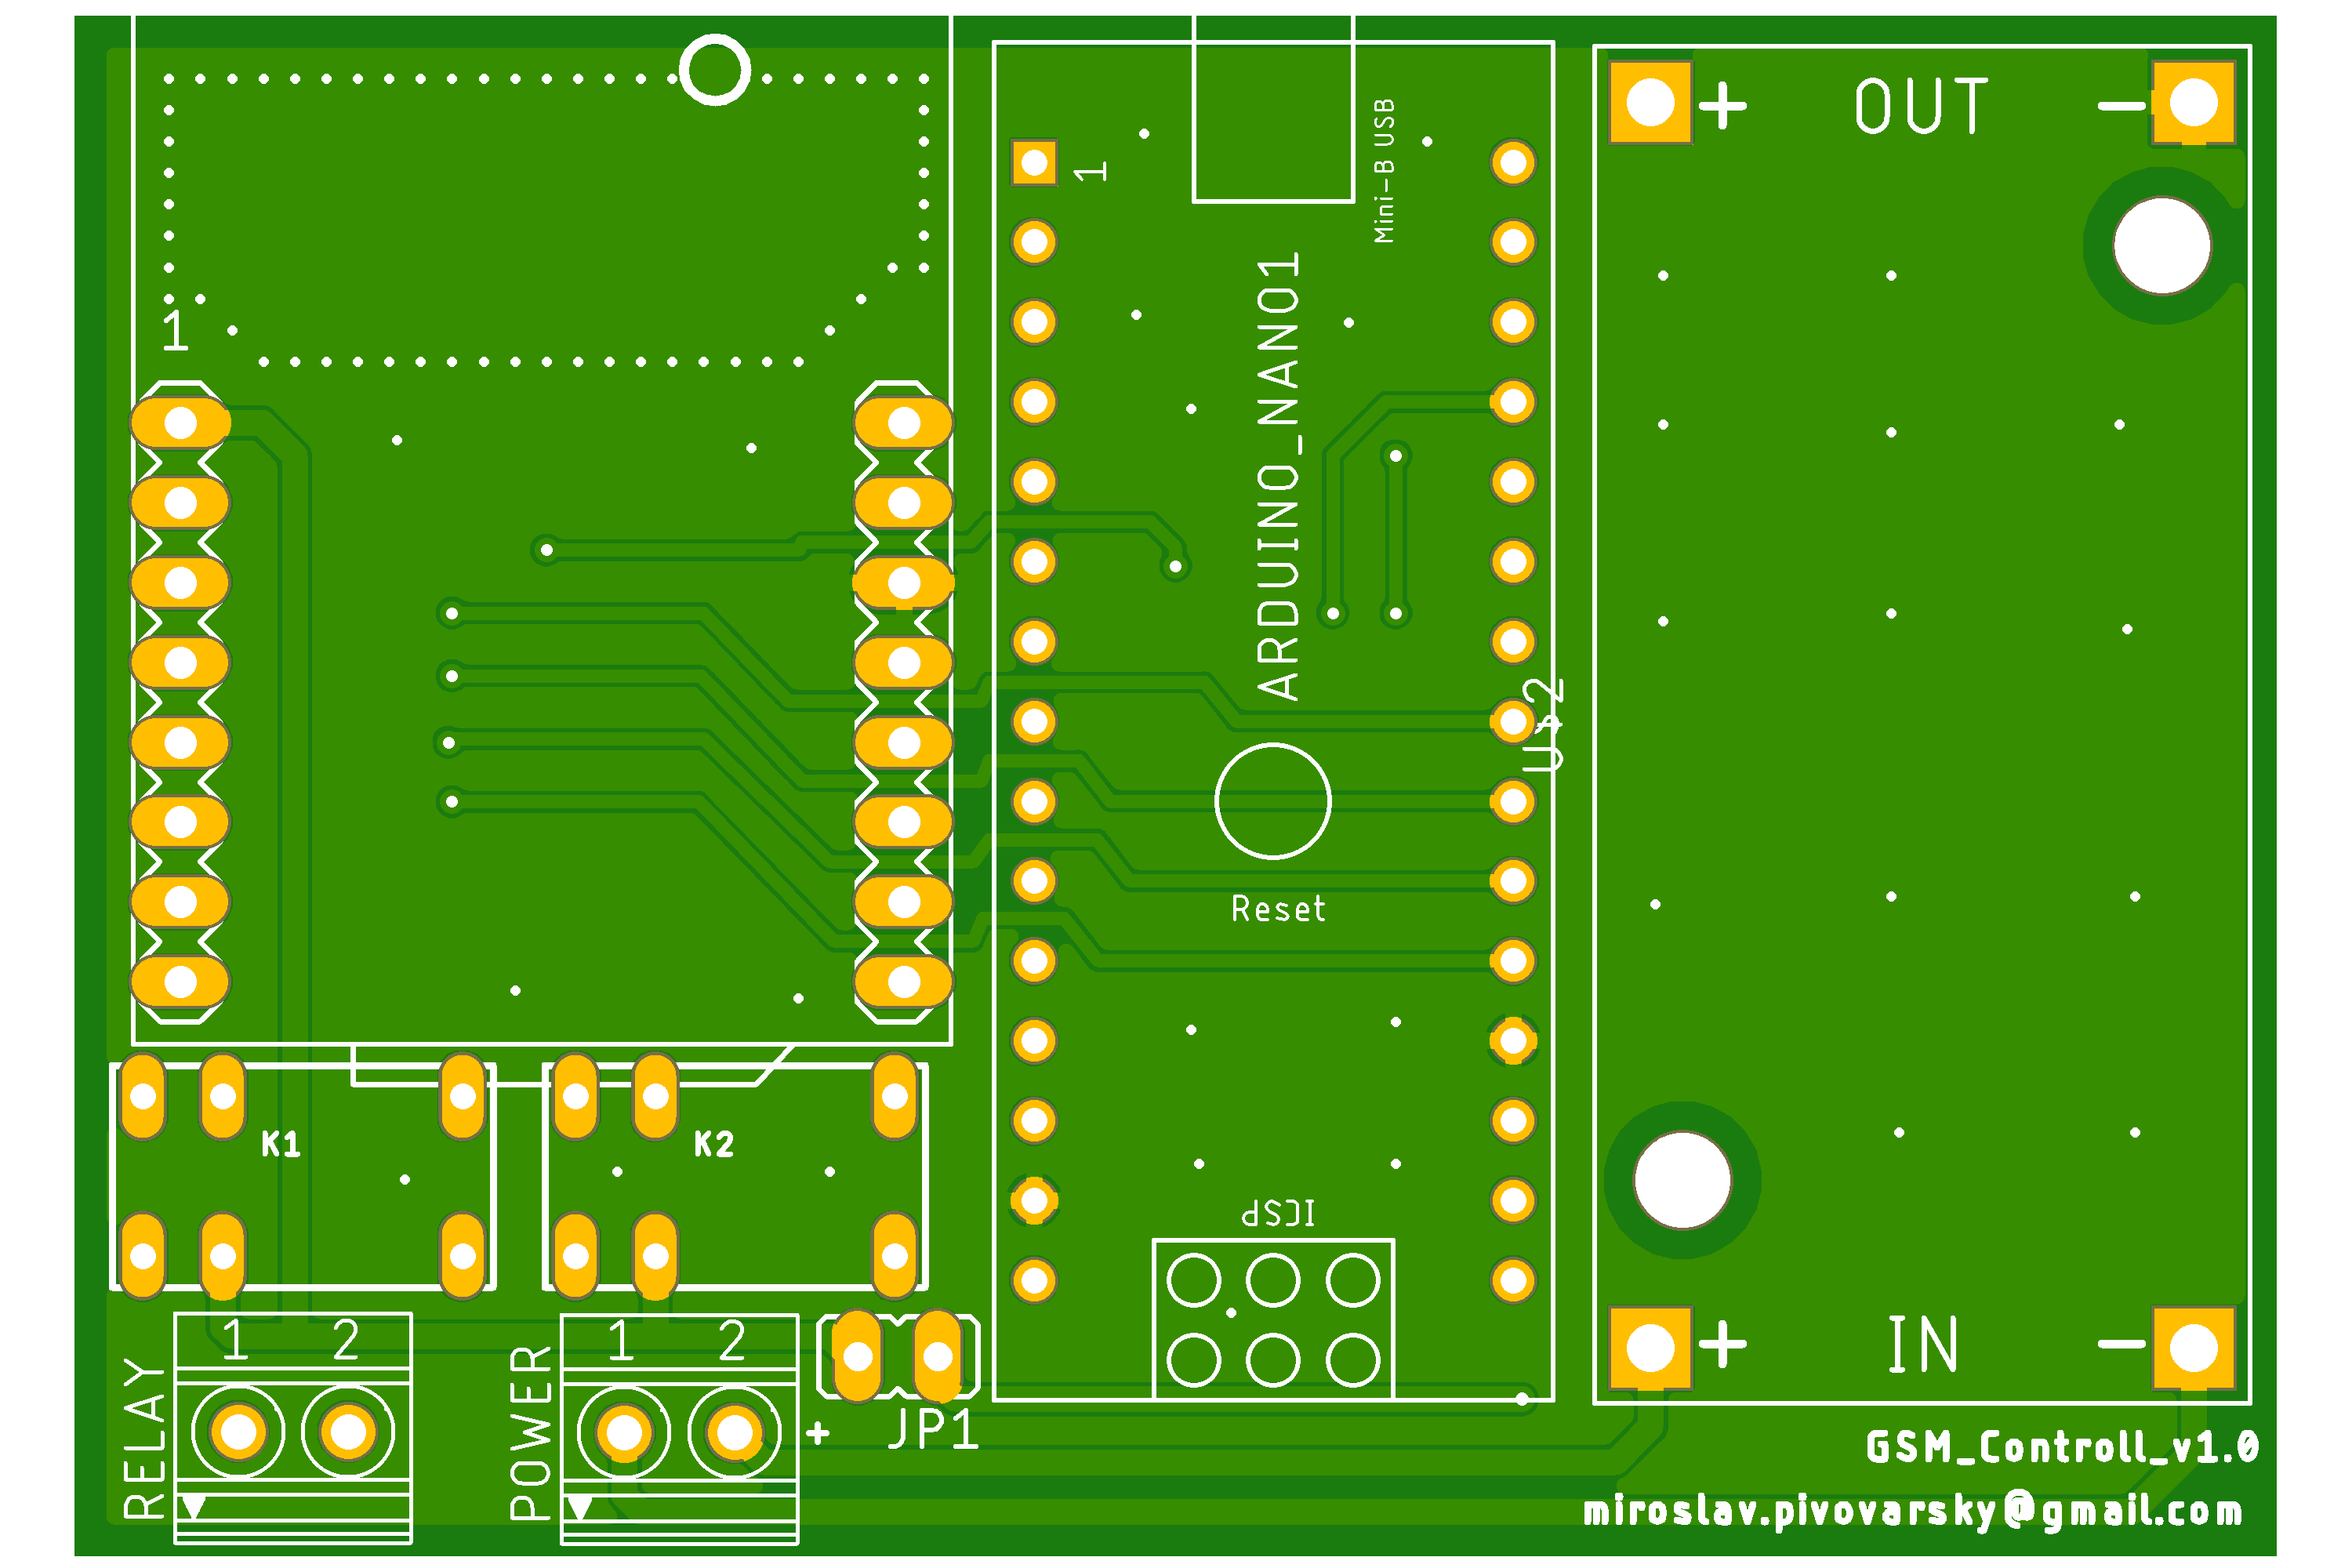 + OUT -
1
Mini-B USB
1
ARDUINO_NANO1
U$2
Reset
K1
K2
ICSP
1 2
RELAY
1 2
POWER
+
JP1
+ IN -
GSM_Controll_v1.0
miroslav.pivovarsky@gmail.com